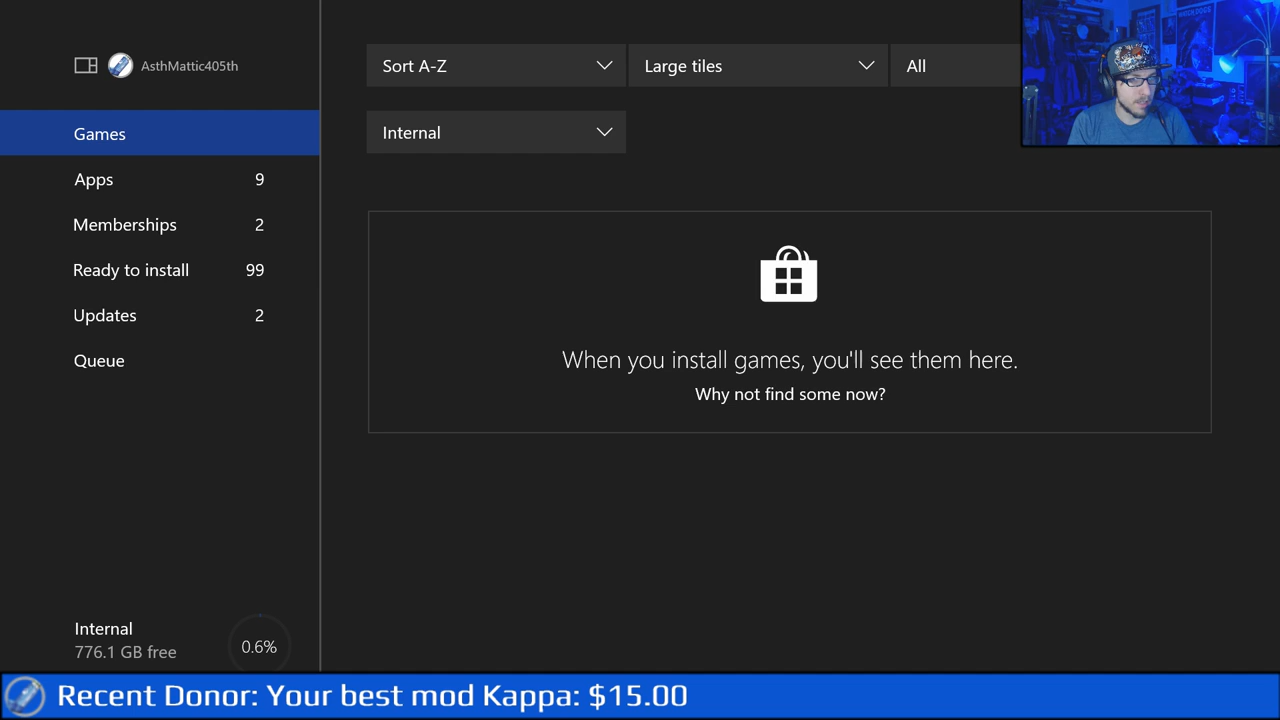 AsthMattic405th
Games
Apps 9
Memberships 2
Ready to install 99
Updates 2
Queue
Internal
776.1 GB free
0.6%
Sort A-Z
Large tiles
All
Internal
When you install games, you'll see them here.
Why not find some now?
Recent Donor: Your best mod Kappa: $15.00